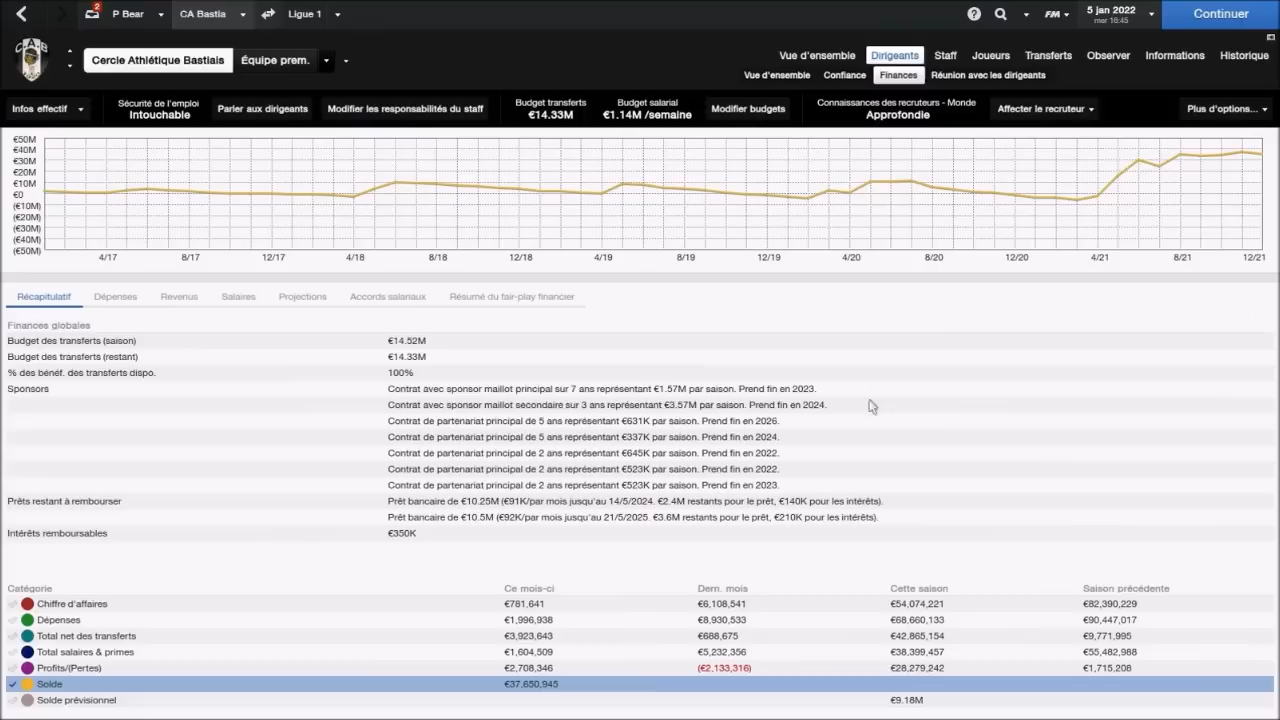 2
P Bear
CA Bastia
Ligue 1
FM
5 jan 2022
mer 16:45
Continuer
CAB
Cercle Athlétique Bastiais
Équipe prem.
Vue d'ensemble Dirigeants Staff Joueurs Transferts Observer Informations Historique
Vue d'ensemble Confiance Finances Réunion avec les dirigeants
Infos effectif
Sécurité de l'emploi
Intouchable
Parler aux dirigeants
Modifier les responsabilités du staff
Budget transferts
€14.33M
Budget salarial
€1.14M /semaine
Modifier budgets
Connaissances des recruteurs - Monde
Approfondie
Affecter le recruteur
Plus d'options...
€50M
€40M
€30M
€20M
€10M
€0
(€10M)
(€20M)
(€30M)
(€40M)
(€50M)
4/17 8/17 12/17 4/18 8/18 12/18 4/19 8/19 12/19 4/20 8/20 12/20 4/21 8/21 12/21
Récapitulatif Dépenses Revenus Salaires Projections Accords salariaux Résumé du fair-play financier
Finances globales
Budget des transferts (saison) €14.52M
Budget des transferts (restant) €14.33M
% des bénéf. des transferts dispo. 100%
Sponsors Contrat avec sponsor maillot principal sur 7 ans représentant €1.57M par saison. Prend fin en 2023.
Contrat avec sponsor maillot secondaire sur 3 ans représentant €3.57M par saison. Prend fin en 2024.
Contrat de partenariat principal de 5 ans représentant €631K par saison. Prend fin en 2026.
Contrat de partenariat principal de 5 ans représentant €337K par saison. Prend fin en 2024.
Contrat de partenariat principal de 2 ans représentant €645K par saison. Prend fin en 2022.
Contrat de partenariat principal de 2 ans représentant €523K par saison. Prend fin en 2022.
Contrat de partenariat principal de 2 ans représentant €523K par saison. Prend fin en 2023.
Prêts restant à rembourser Prêt bancaire de €10.25M (€91K/par mois jusqu'au 14/5/2024. €2.4M restants pour le prêt, €140K pour les intérêts).
Prêt bancaire de €10.5M (€92K/par mois jusqu'au 21/5/2025. €3.6M restants pour le prêt, €210K pour les intérêts).
Intérêts remboursables €350K
Catégorie Ce mois-ci Dern. mois Cette saison Saison précédente
Chiffre d'affaires €781,641 €6,108,541 €54,074,221 €82,390,229
Dépenses €1,996,938 €8,930,533 €68,660,133 €90,447,017
Total net des transferts €3,923,643 €688,675 €42,865,154 €9,771,995
Total salaires & primes €1,604,509 €5,232,356 €38,399,457 €55,482,988
Profits/(Pertes) €2,708,346 (€2,133,316) €28,279,242 €1,715,208
Solde €37,650,945
Solde prévisionnel €9.18M